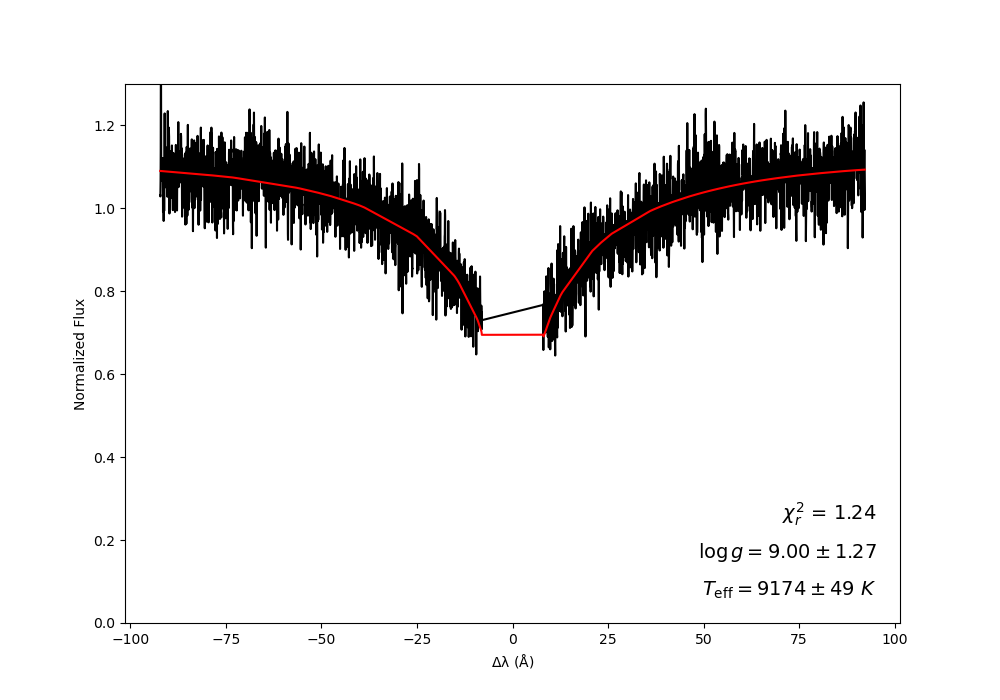 1.2
1.0
0.8
0.6
0.4
0.2
0.0
Normalized Flux
χ²ᵣ = 1.24
log g = 9.00 ± 1.27
T_eff = 9174 ± 49 K
−100 −75 −50 −25 0 25 50 75 100
Δλ (Å)